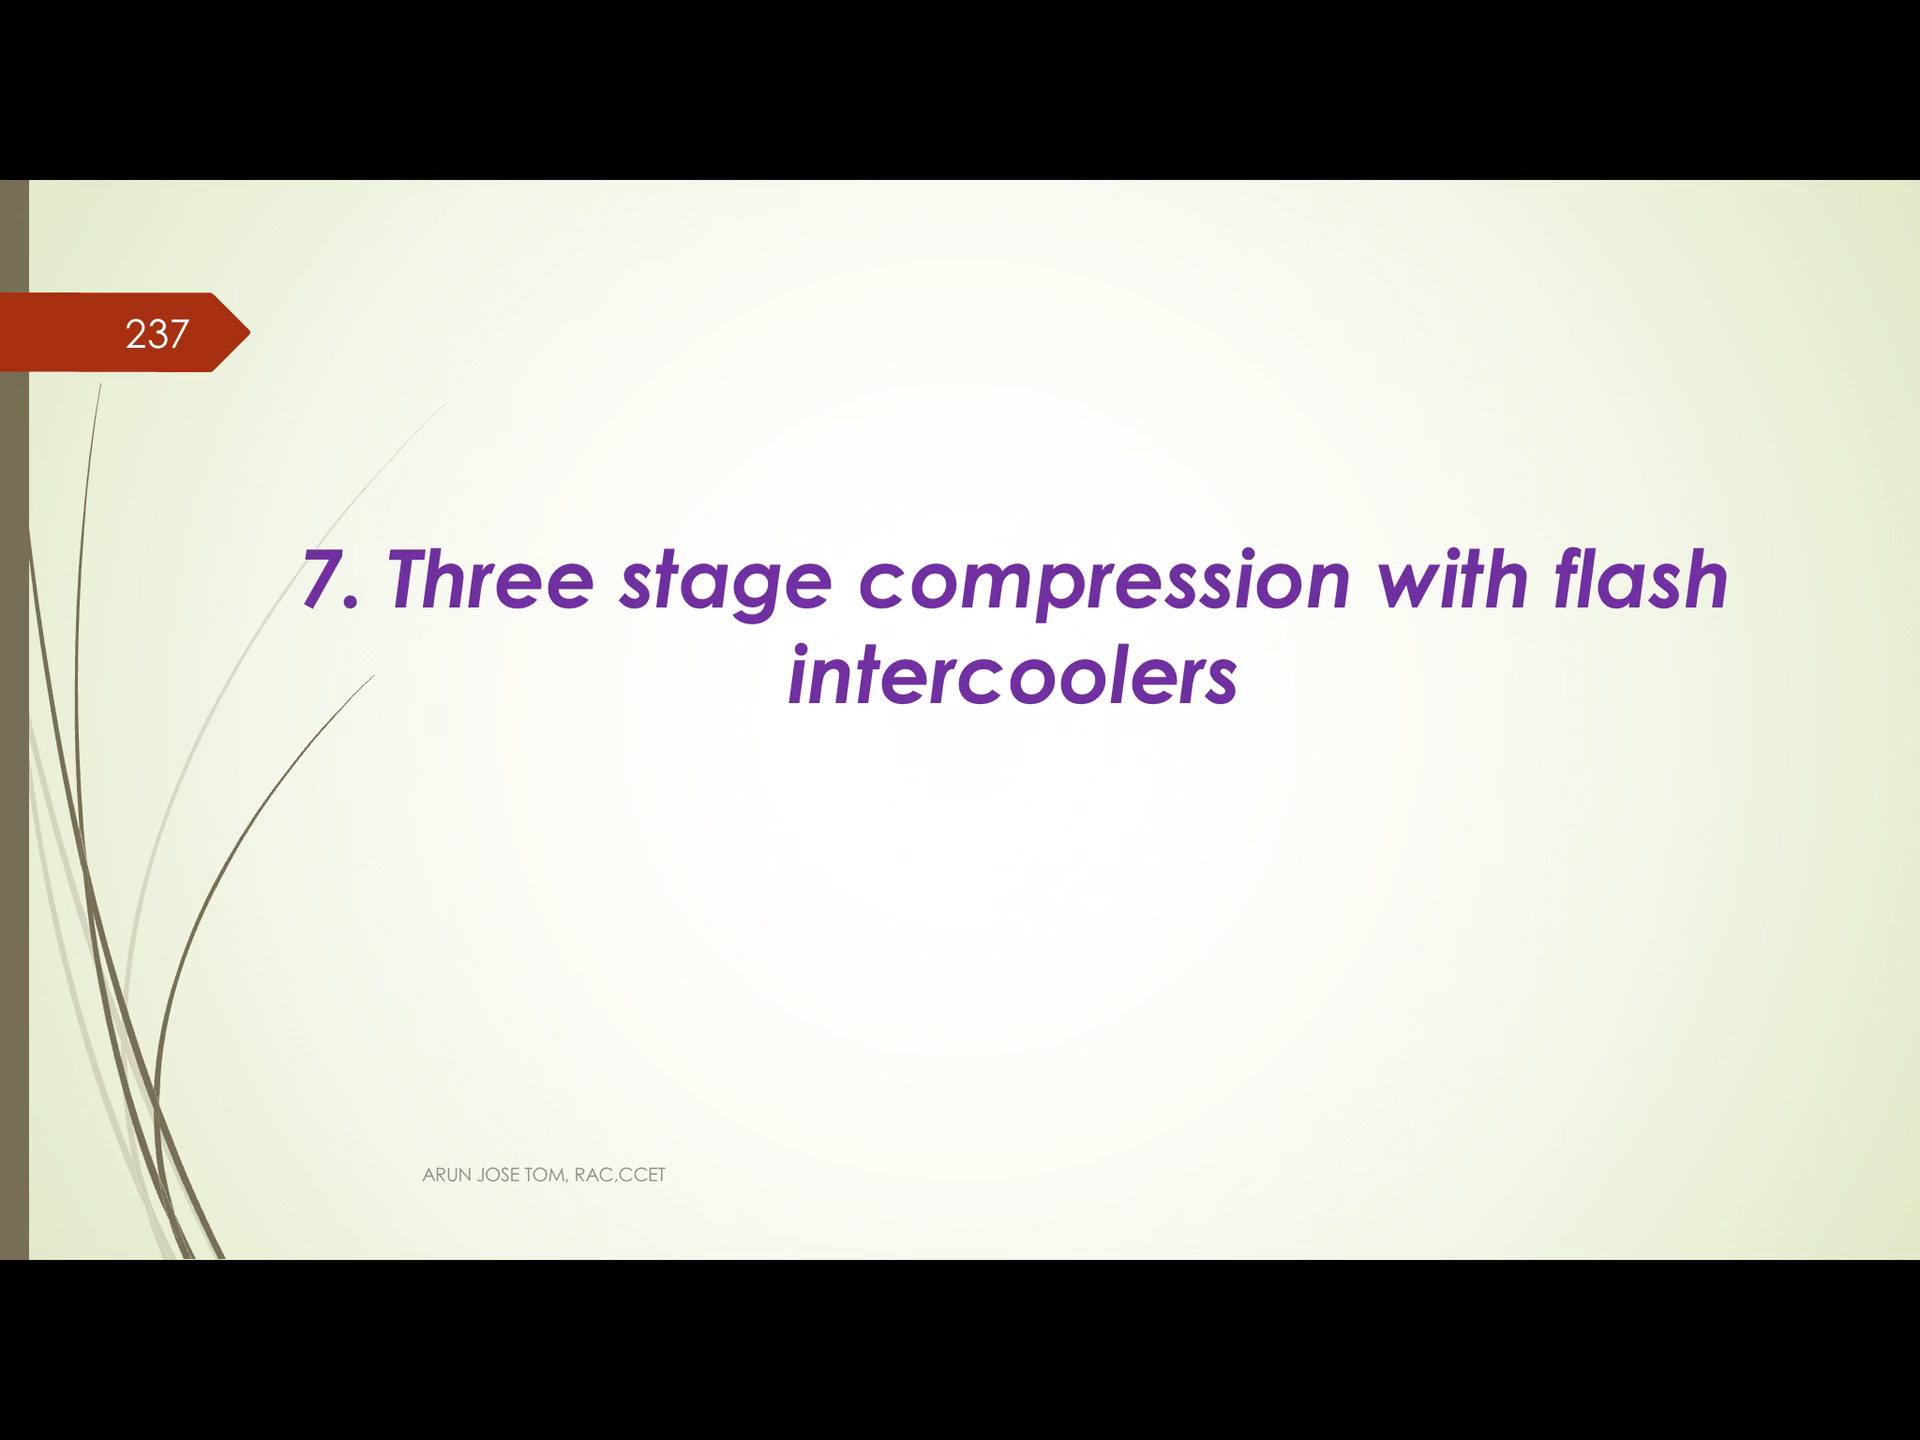 237
7. Three stage compression with flash
intercoolers
ARUN JOSE TOM, RAC,CCET